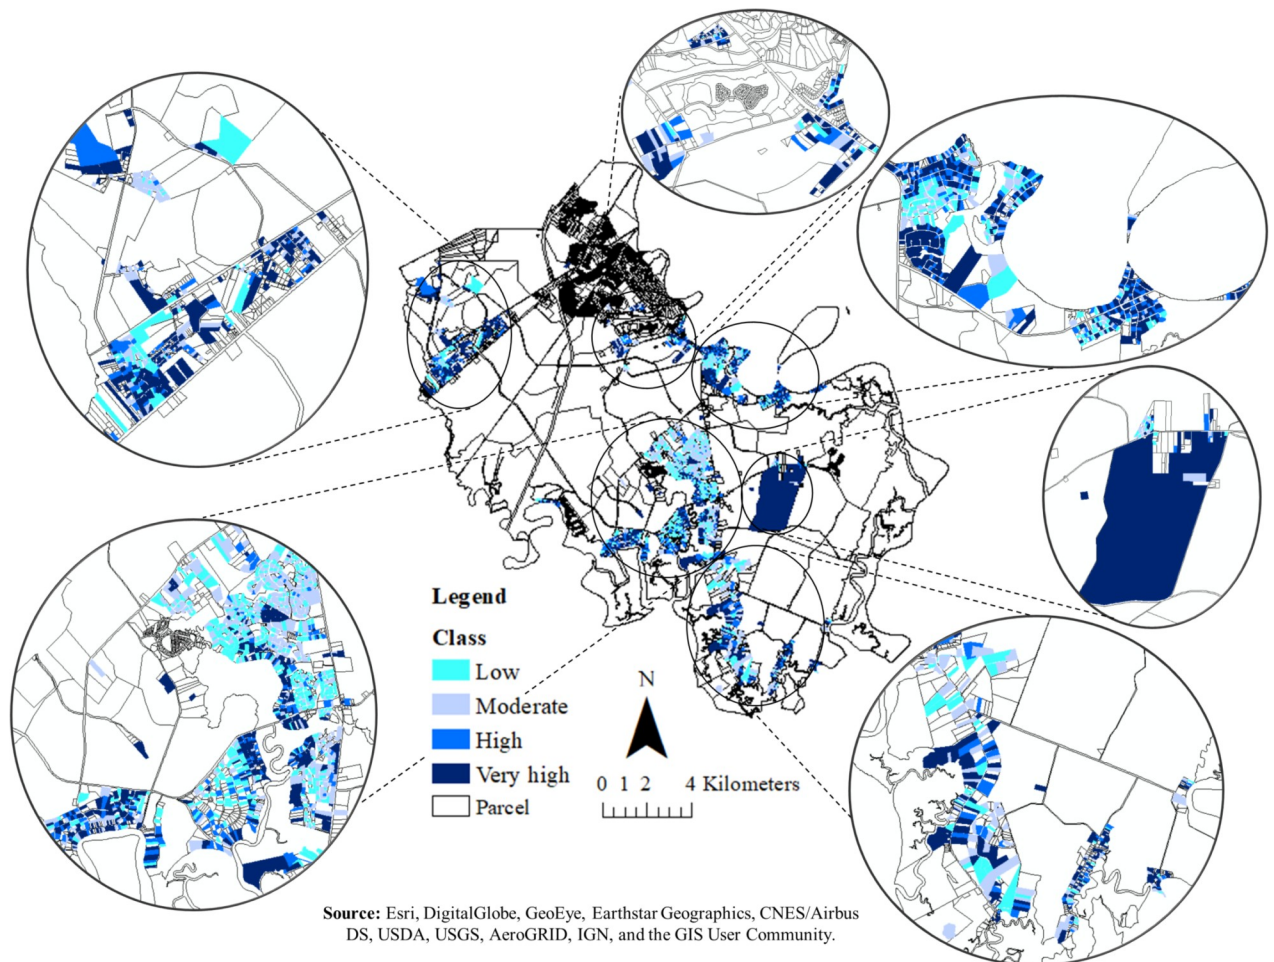 Legend
Class
Low
Moderate
High
Very high
Parcel
N
0 1 2 4 Kilometers
Source: Esri, DigitalGlobe, GeoEye, Earthstar Geographics, CNES/Airbus
DS, USDA, USGS, AeroGRID, IGN, and the GIS User Community.